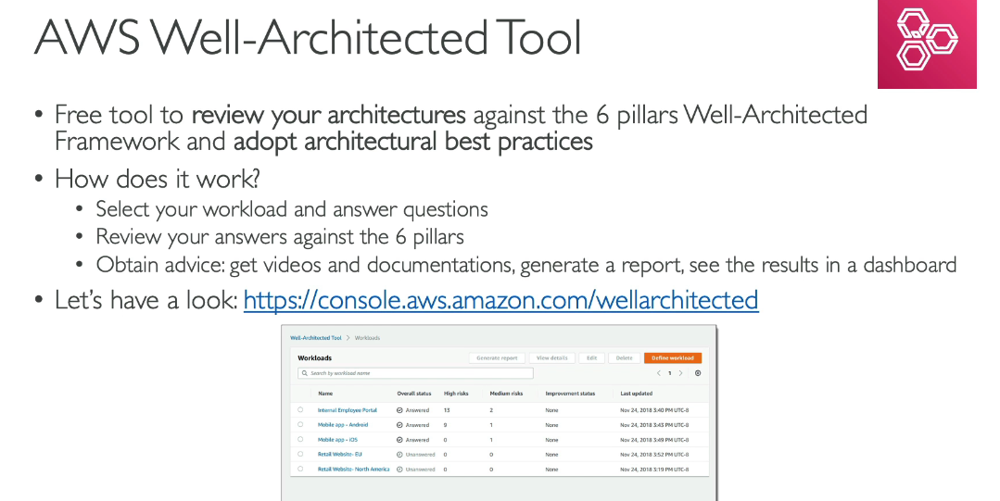 AWS Well-Architected Tool
• Free tool to review your architectures against the 6 pillars Well-Architected
Framework and adopt architectural best practices
• How does it work?
• Select your workload and answer questions
• Review your answers against the 6 pillars
• Obtain advice: get videos and documentations, generate a report, see the results in a dashboard
• Let's have a look: https://console.aws.amazon.com/wellarchitected
Well-Architected Tool > Workloads
Workloads Generate report View details Edit Delete Define workload
Search by workload name < 1 >
Name Overall status High risks Medium risks Improvement status Last updated
Internal Employee Portal Answered 13 2 None Nov 24, 2018 3:40 PM UTC-8
Mobile app - Android Answered 9 1 None Nov 24, 2018 3:43 PM UTC-8
Mobile app - iOS Answered 0 1 None Nov 24, 2018 3:49 PM UTC-8
Retail Website- EU Unanswered 0 0 None Nov 24, 2018 3:52 PM UTC-8
Retail Website- North America Unanswered 0 0 None Nov 24, 2018 3:19 PM UTC-8